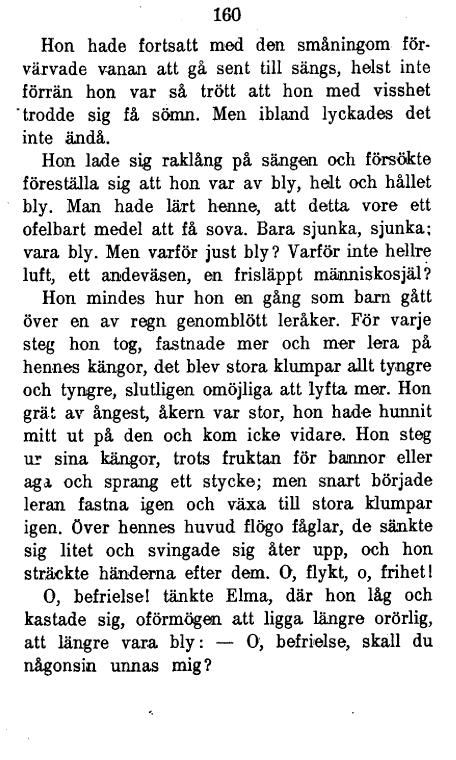 160
Hon hade fortsatt med den småningom för-
värvade vanan att gå sent till sängs, helst inte
förrän hon var så trött att hon med visshet
trodde sig få sömn. Men ibland lyckades det
inte ändå.
Hon lade sig raklång på sängen och försökte
föreställa sig att hon var av bly, helt och hållet
bly. Man hade lärt henne, att detta vore ett
ofelbart medel att få sova. Bara sjunka, sjunka;
vara bly. Men varför just bly? Varför inte hellre
luft, ett andeväsen, en frisläppt människosjäl?
Hon mindes hur hon en gång som barn gått
över en av regn genomblött leråker. För varje
steg hon tog, fastnade mer och mer lera på
hennes kängor, det blev stora klumpar allt tyngre
och tyngre, slutligen omöjliga att lyfta mer. Hon
grät av ångest, åkern var stor, hon hade hunnit
mitt ut på den och kom icke vidare. Hon steg
ur sina kängor, trots fruktan för bannor eller
aga och sprang ett stycke; men snart började
leran fastna igen och växa till stora klumpar
igen. Över hennes huvud flögo fåglar, de sänkte
sig litet och svingade sig åter upp, och hon
sträckte händerna efter dem. O, flykt, o, frihet!
O, befrielse! tänkte Elma, där hon låg och
kastade sig, oförmögen att ligga längre orörlig,
att längre vara bly: — O, befrielse, skall du
någonsin unnas mig?